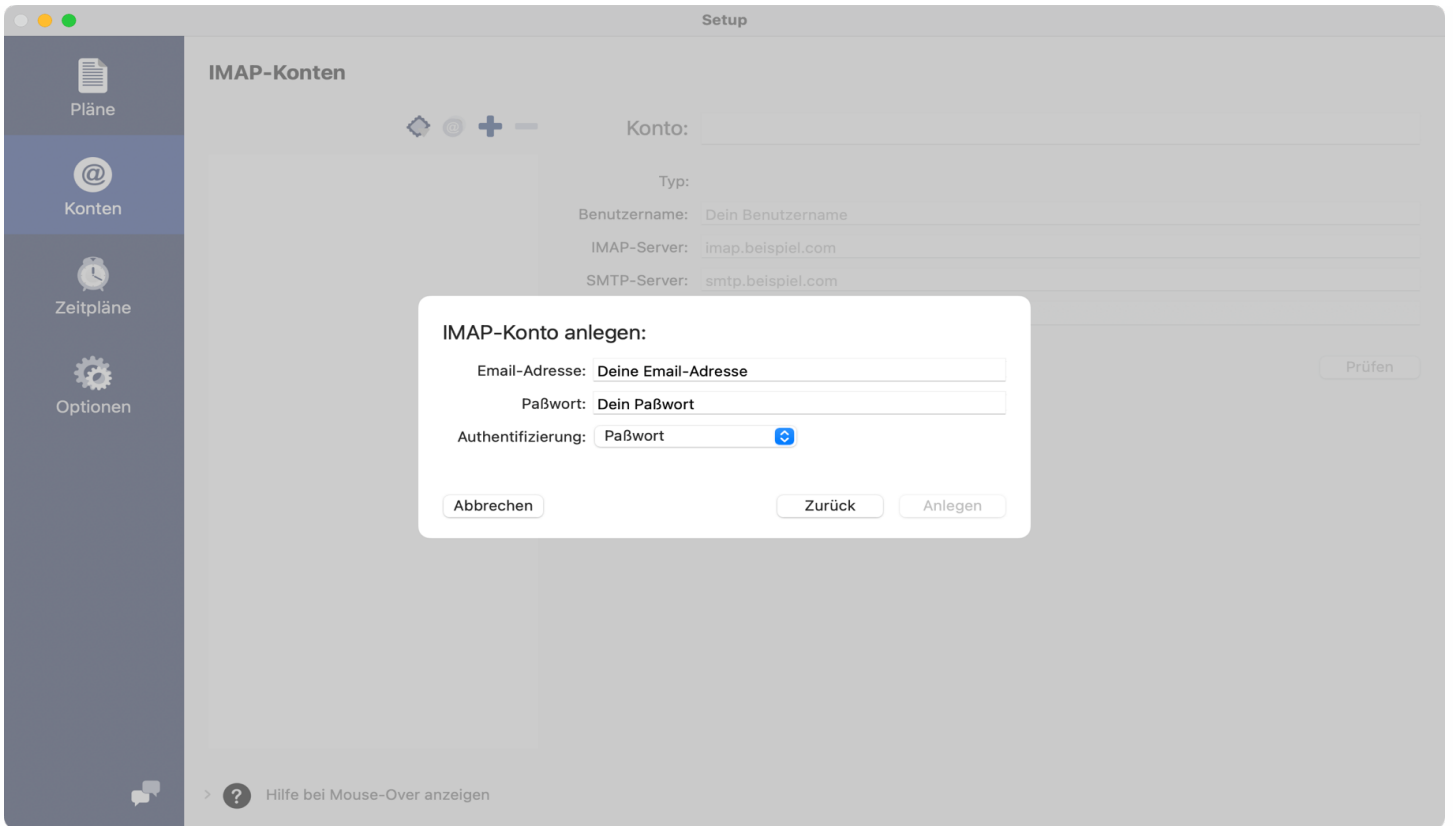 Setup
Pläne
Konten
Zeitpläne
Optionen
IMAP-Konten
Konto:
Typ:
Benutzername: Dein Benutzername
IMAP-Server: imap.beispiel.com
SMTP-Server: smtp.beispiel.com
Prüfen
IMAP-Konto anlegen:
Email-Adresse: Deine Email-Adresse
Paßwort: Dein Paßwort
Authentifizierung: Paßwort
Abbrechen Zurück Anlegen
? Hilfe bei Mouse-Over anzeigen